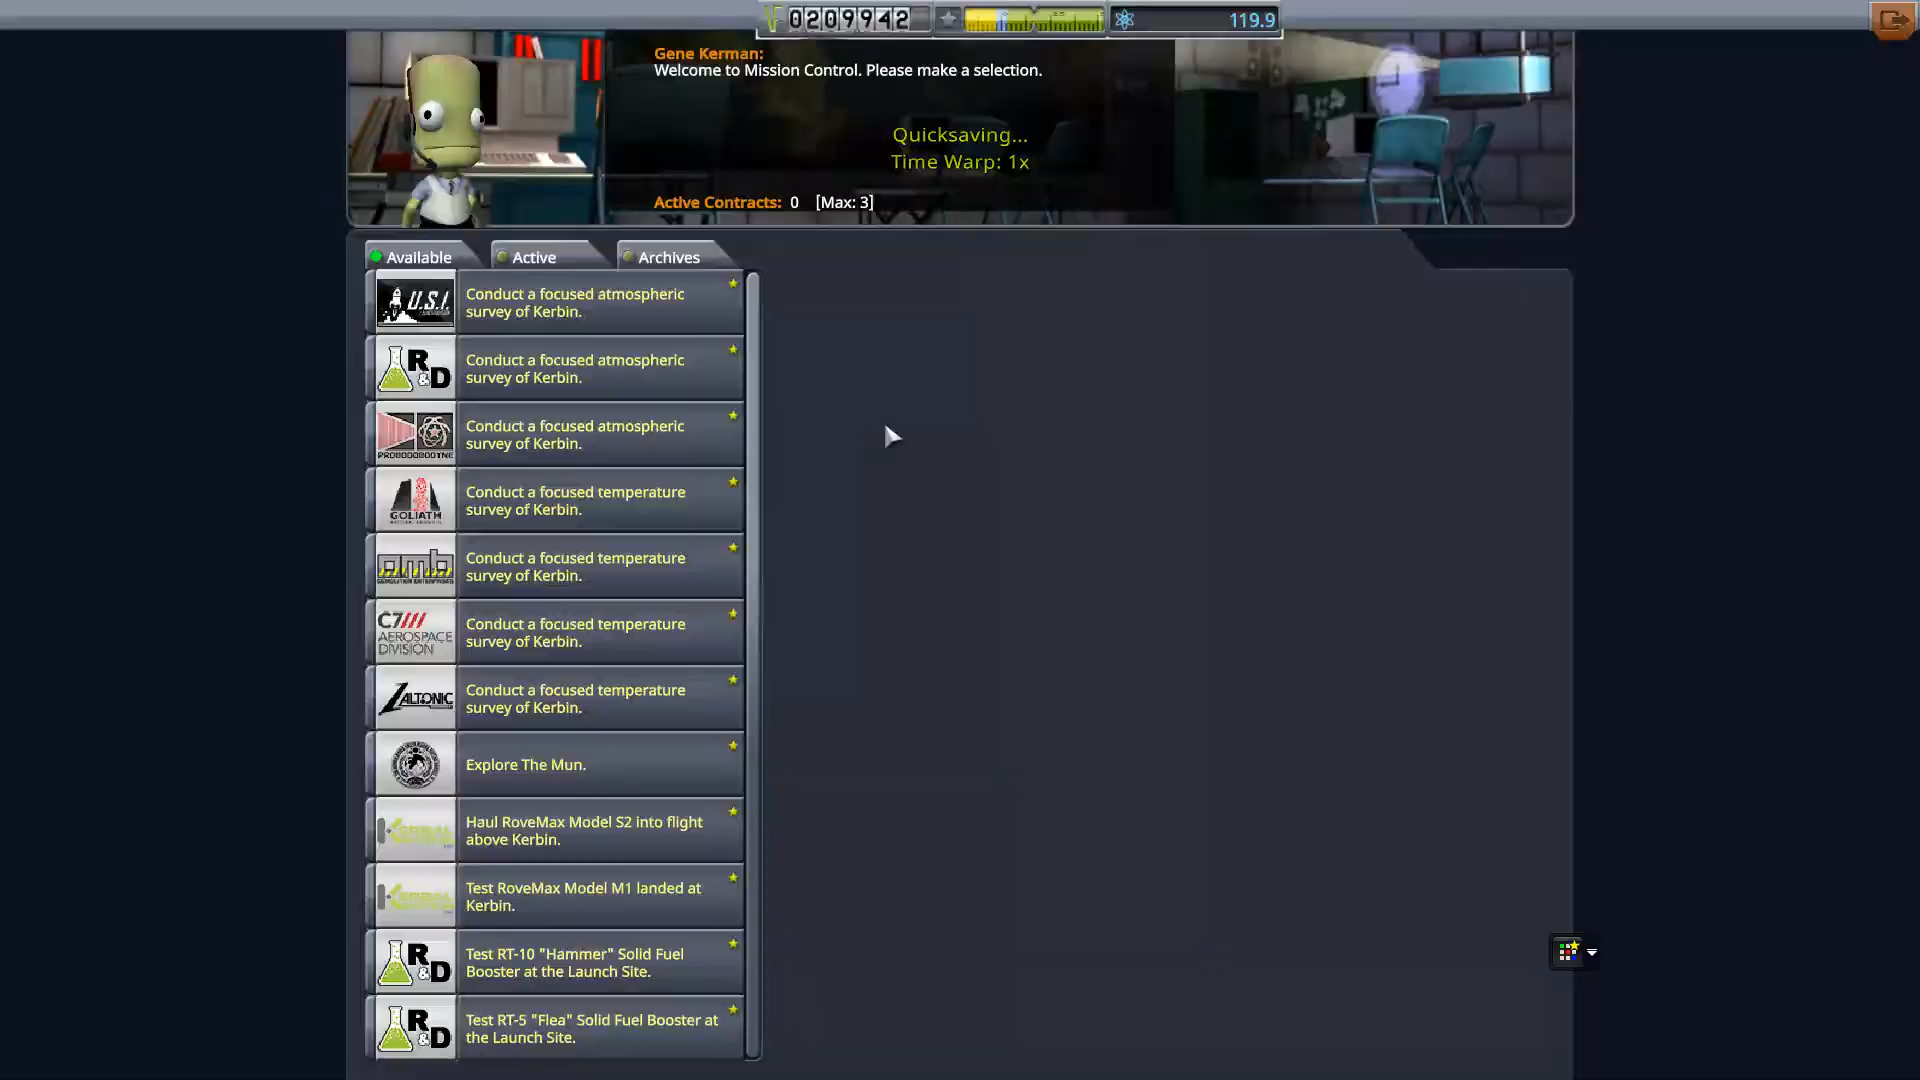 0209942
119.9
Gene Kerman:
Welcome to Mission Control. Please make a selection.
Quicksaving...
Time Warp: 1x
Active Contracts: 0 [Max: 3]
Available
Active
Archives
U.S.I.
Conduct a focused atmospheric
survey of Kerbin.
R&D
Conduct a focused atmospheric
survey of Kerbin.
PROBODOBODYNE
Conduct a focused atmospheric
survey of Kerbin.
GOLIATH
Conduct a focused temperature
survey of Kerbin.
Conduct a focused temperature
survey of Kerbin.
C7///
AEROSPACE
DIVISION
Conduct a focused temperature
survey of Kerbin.
ZALTONIC
Conduct a focused temperature
survey of Kerbin.
Explore The Mun.
KERBAL
Haul RoveMax Model S2 into flight
above Kerbin.
KERBAL
Test RoveMax Model M1 landed at
Kerbin.
R&D
Test RT-10 "Hammer" Solid Fuel
Booster at the Launch Site.
R&D
Test RT-5 "Flea" Solid Fuel Booster at
the Launch Site.